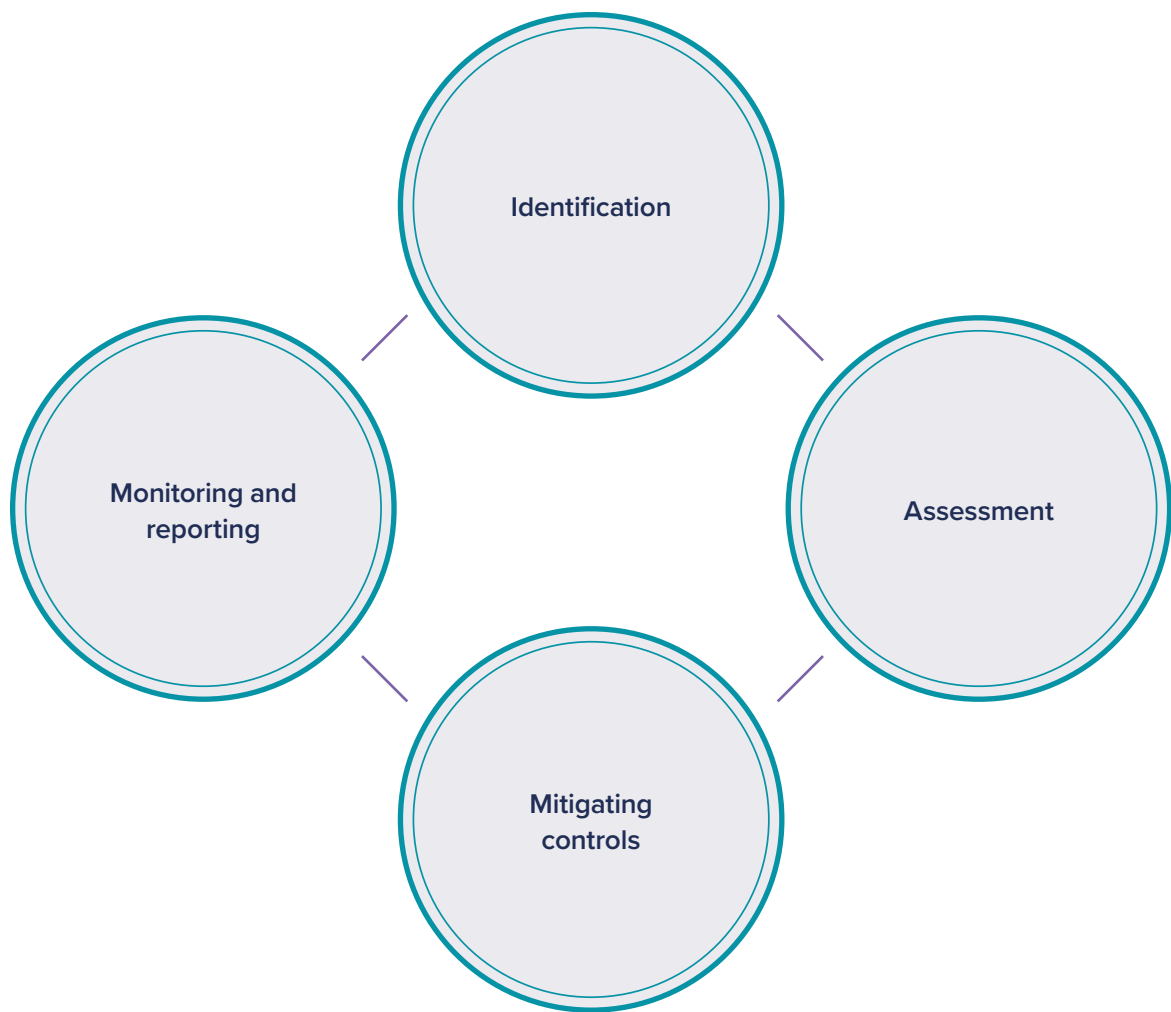 Identification
Assessment
Mitigating
controls
Monitoring and
reporting